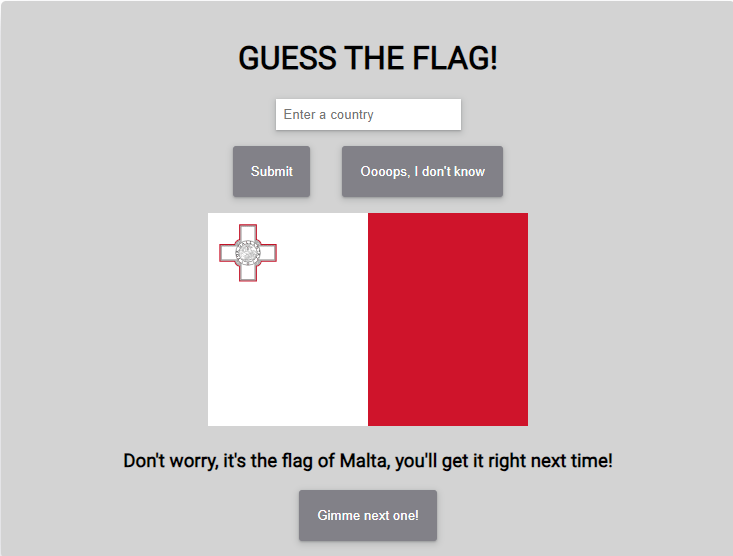 GUESS THE FLAG!
Enter a country
Submit
Oooops, I don't know
Don't worry, it's the flag of Malta, you'll get it right next time!
Gimme next one!